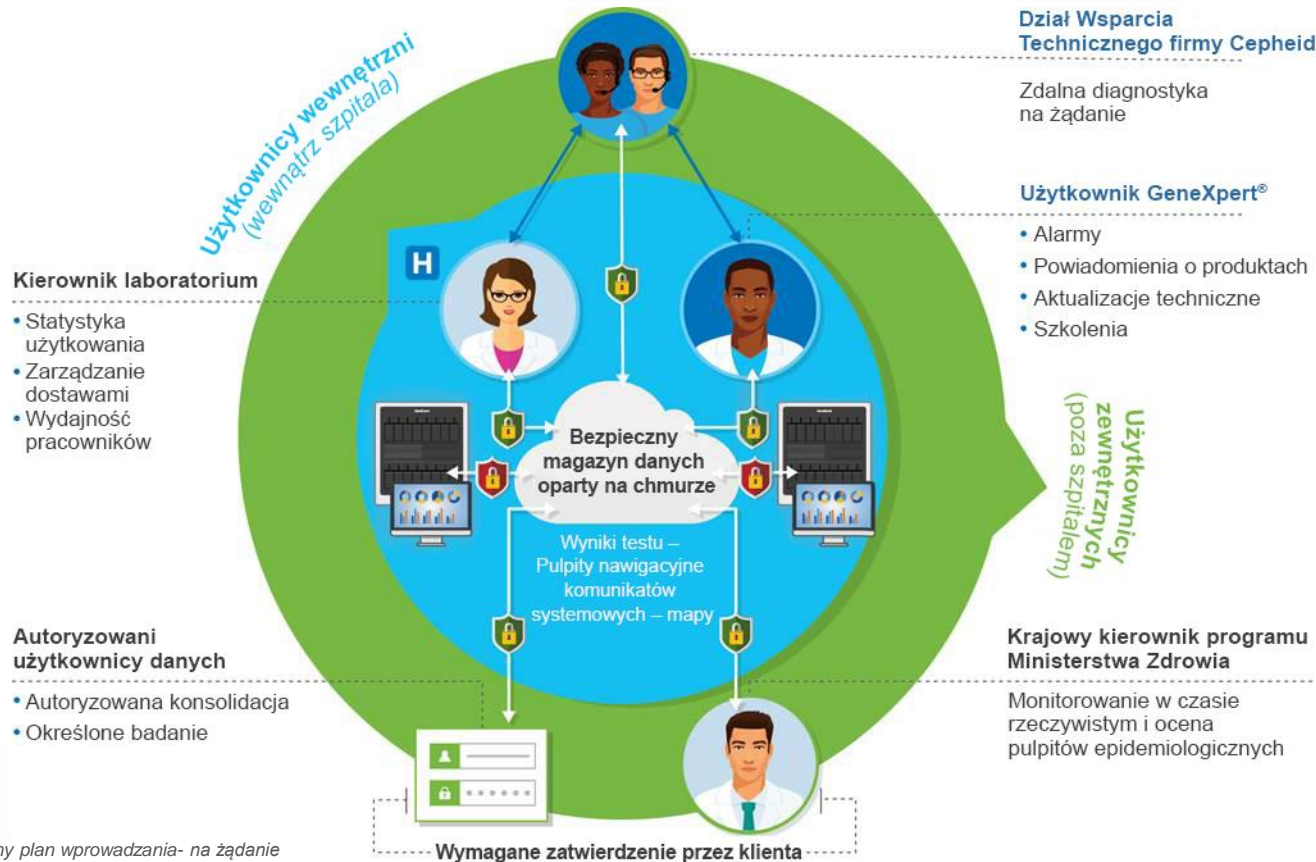 Dział Wsparcia
Technicznego firmy Cepheid
Zdalna diagnostyka
na żądanie
Użytkownicy wewnętrzni
(wewnątrz szpitala)
Użytkownik GeneXpert®
• Alarmy
• Powiadomienia o produktach
• Aktualizacje techniczne
• Szkolenia
H
Kierownik laboratorium
• Statystyka
użytkowania
• Zarządzanie
dostawami
• Wydajność
pracowników
Bezpieczny
magazyn danych
oparty na chmurze
Użytkownicy
zewnętrznych
(poza szpitalem)
Wyniki testu –
Pulpity nawigacyjne
komunikatów
systemowych – mapy
Autoryzowani
użytkownicy danych
• Autoryzowana konsolidacja
• Określone badanie
Krajowy kierownik programu
Ministerstwa Zdrowia
Monitorowanie w czasie
rzeczywistym i ocena
pulpitów epidemiologicznych
plan wprowadzania- na żądanie
Wymagane zatwierdzenie przez klienta